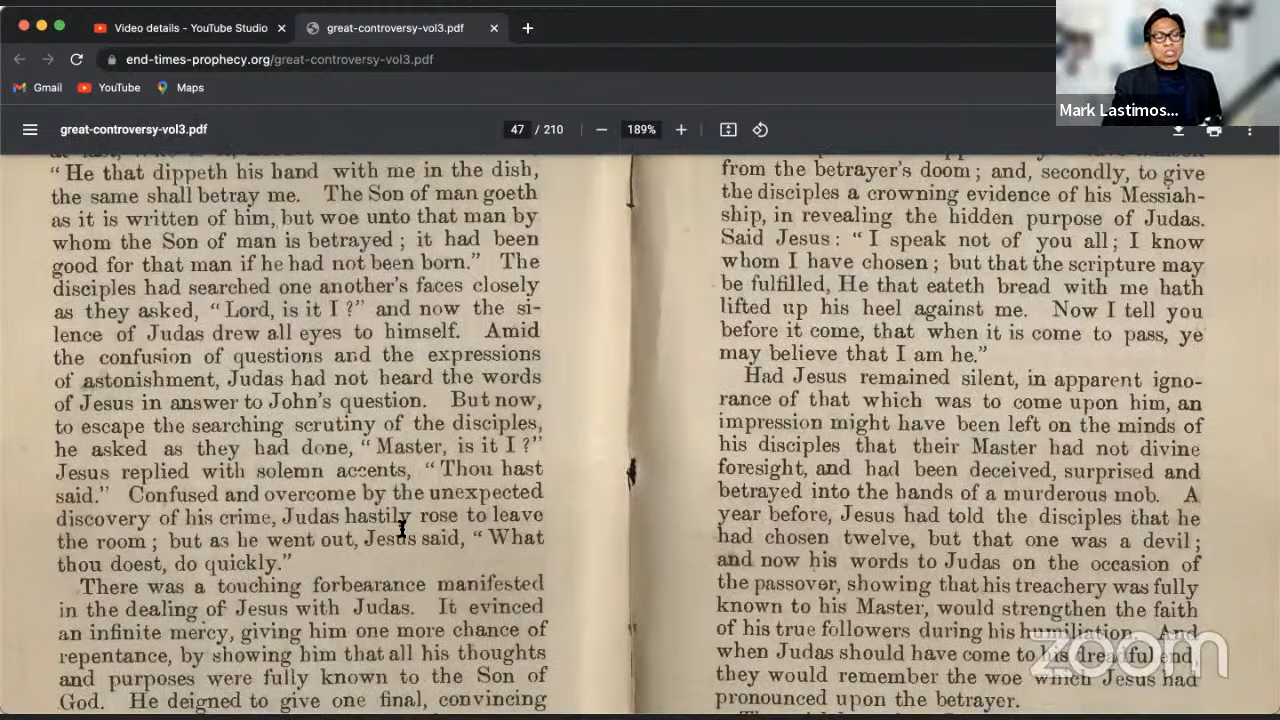 Video details - YouTube Studio
great-controversy-vol3.pdf
end-times-prophecy.org/great-controversy-vol3.pdf
Gmail
YouTube
Maps
Mark Lastimos...
great-controversy-vol3.pdf
47 / 210
189%
“ He that dippeth his hand with me in the dish,
the same shall betray me. The Son of man goeth
as it is written of him, but woe unto that man by
whom the Son of man is betrayed ; it had been
good for that man if he had not been born.” The
disciples had searched one another's faces closely
as they asked, “ Lord, is it I ?” and now the si-
lence of Judas drew all eyes to himself. Amid
the confusion of questions and the expressions
of astonishment, Judas had not heard the words
of Jesus in answer to John's question. But now,
to escape the searching scrutiny of the disciples,
he asked as they had done, “ Master, is it I ?”
Jesus replied with solemn accents, “ Thou hast
said.” Confused and overcome by the unexpected
discovery of his crime, Judas hastily rose to leave
the room ; but as he went out, Jesus said, “ What
thou doest, do quickly.”
There was a touching forbearance manifested
in the dealing of Jesus with Judas. It evinced
an infinite mercy, giving him one more chance of
repentance, by showing him that all his thoughts
and purposes were fully known to the Son of
God. He deigned to give one final, convincing
from the betrayer's doom ; and, secondly, to give
the disciples a crowning evidence of his Messiah-
ship, in revealing the hidden purpose of Judas.
Said Jesus : “ I speak not of you all ; I know
whom I have chosen ; but that the scripture may
be fulfilled, He that eateth bread with me hath
lifted up his heel against me. Now I tell you
before it come, that when it is come to pass, ye
may believe that I am he.”
Had Jesus remained silent, in apparent igno-
rance of that which was to come upon him, an
impression might have been left on the minds of
his disciples that their Master had not divine
foresight, and had been deceived, surprised and
betrayed into the hands of a murderous mob. A
year before, Jesus had told the disciples that he
had chosen twelve, but that one was a devil ;
and now his words to Judas on the occasion of
the passover, showing that his treachery was fully
known to his Master, would strengthen the faith
of his true followers during his humiliation. And
when Judas should have come to his dreadful end,
they would remember the woe which Jesus had
pronounced upon the betrayer.
zoom